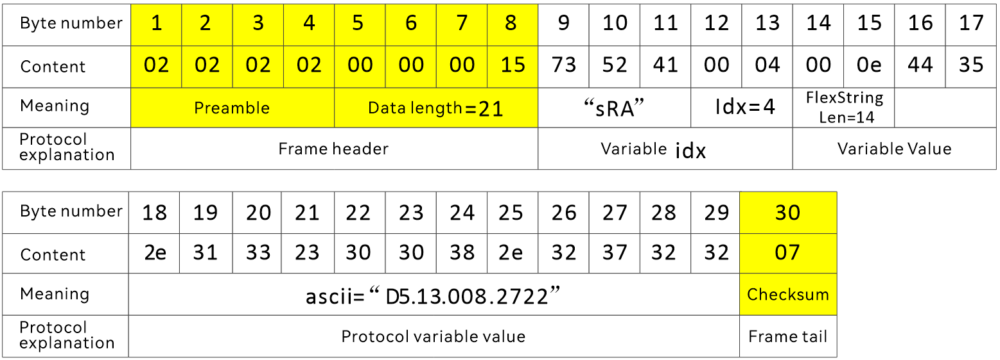 Byte number 1 2 3 4 5 6 7 8 9 10 11 12 13 14 15 16 17
Content 02 02 02 02 00 00 00 15 73 52 41 00 04 00 0e 44 35
Meaning Preamble Data length=21 “sRA” Idx=4 FlexString Len=14
Protocol explanation Frame header Variable idx Variable Value
Byte number 18 19 20 21 22 23 24 25 26 27 28 29 30
Content 2e 31 33 23 30 30 38 2e 32 37 32 32 07
Meaning ascii=“ D5.13.008.2722” Checksum
Protocol explanation Protocol variable value Frame tail